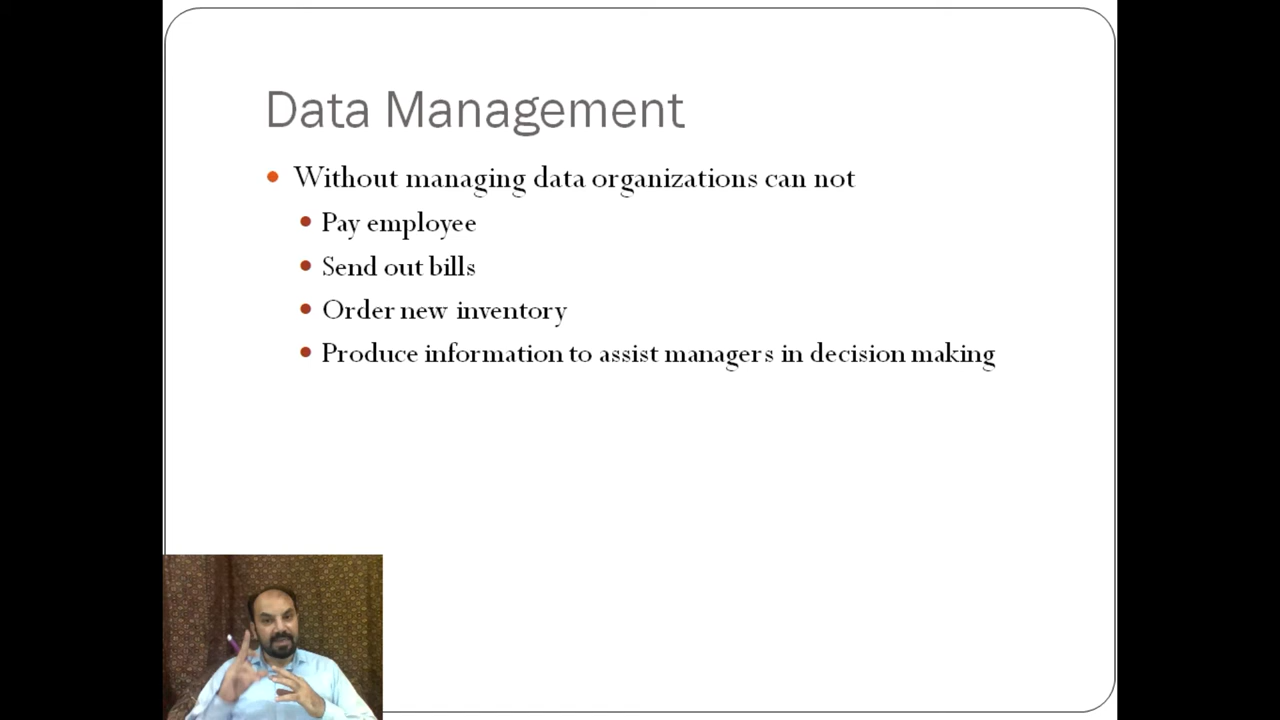 Data Management
Without managing data organizations can not
Pay employee
Send out bills
Order new inventory
Produce information to assist managers in decision making